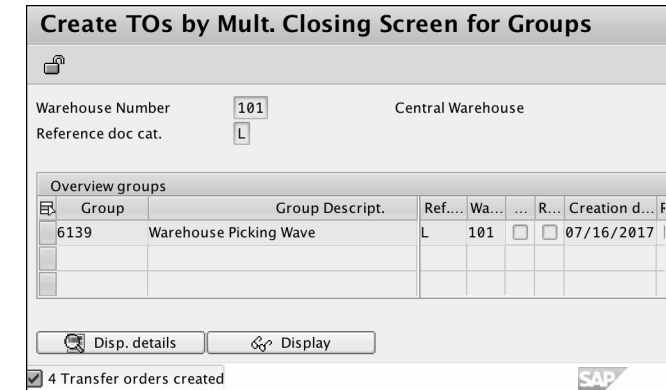 Create TOs by Mult. Closing Screen for Groups
Warehouse Number 101 Central Warehouse
Reference doc cat. L
Overview groups
Group Group Descript. Ref.... Wa... ... R... Creation d...
6139 Warehouse Picking Wave L 101 07/16/2017
Disp. details Display
4 Transfer orders created SAP